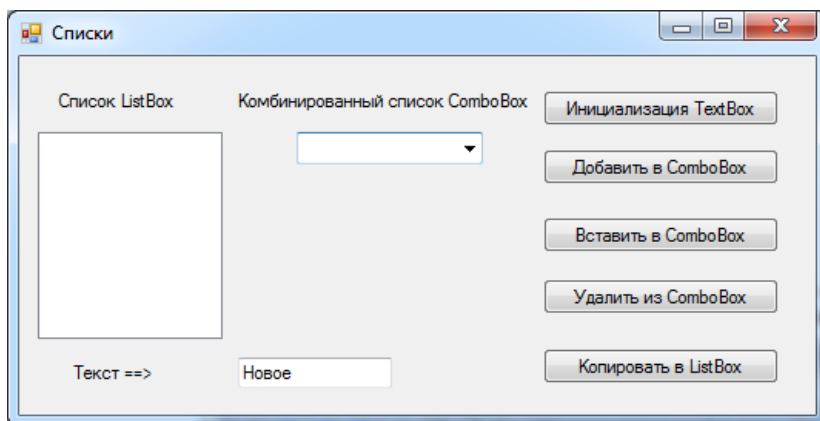 Списки
Список ListBox
Комбинированный список ComboBox
Инициализация TextBox
Добавить в ComboBox
Вставить в ComboBox
Удалить из ComboBox
Текст ==>
Новое
Копировать в ListBox